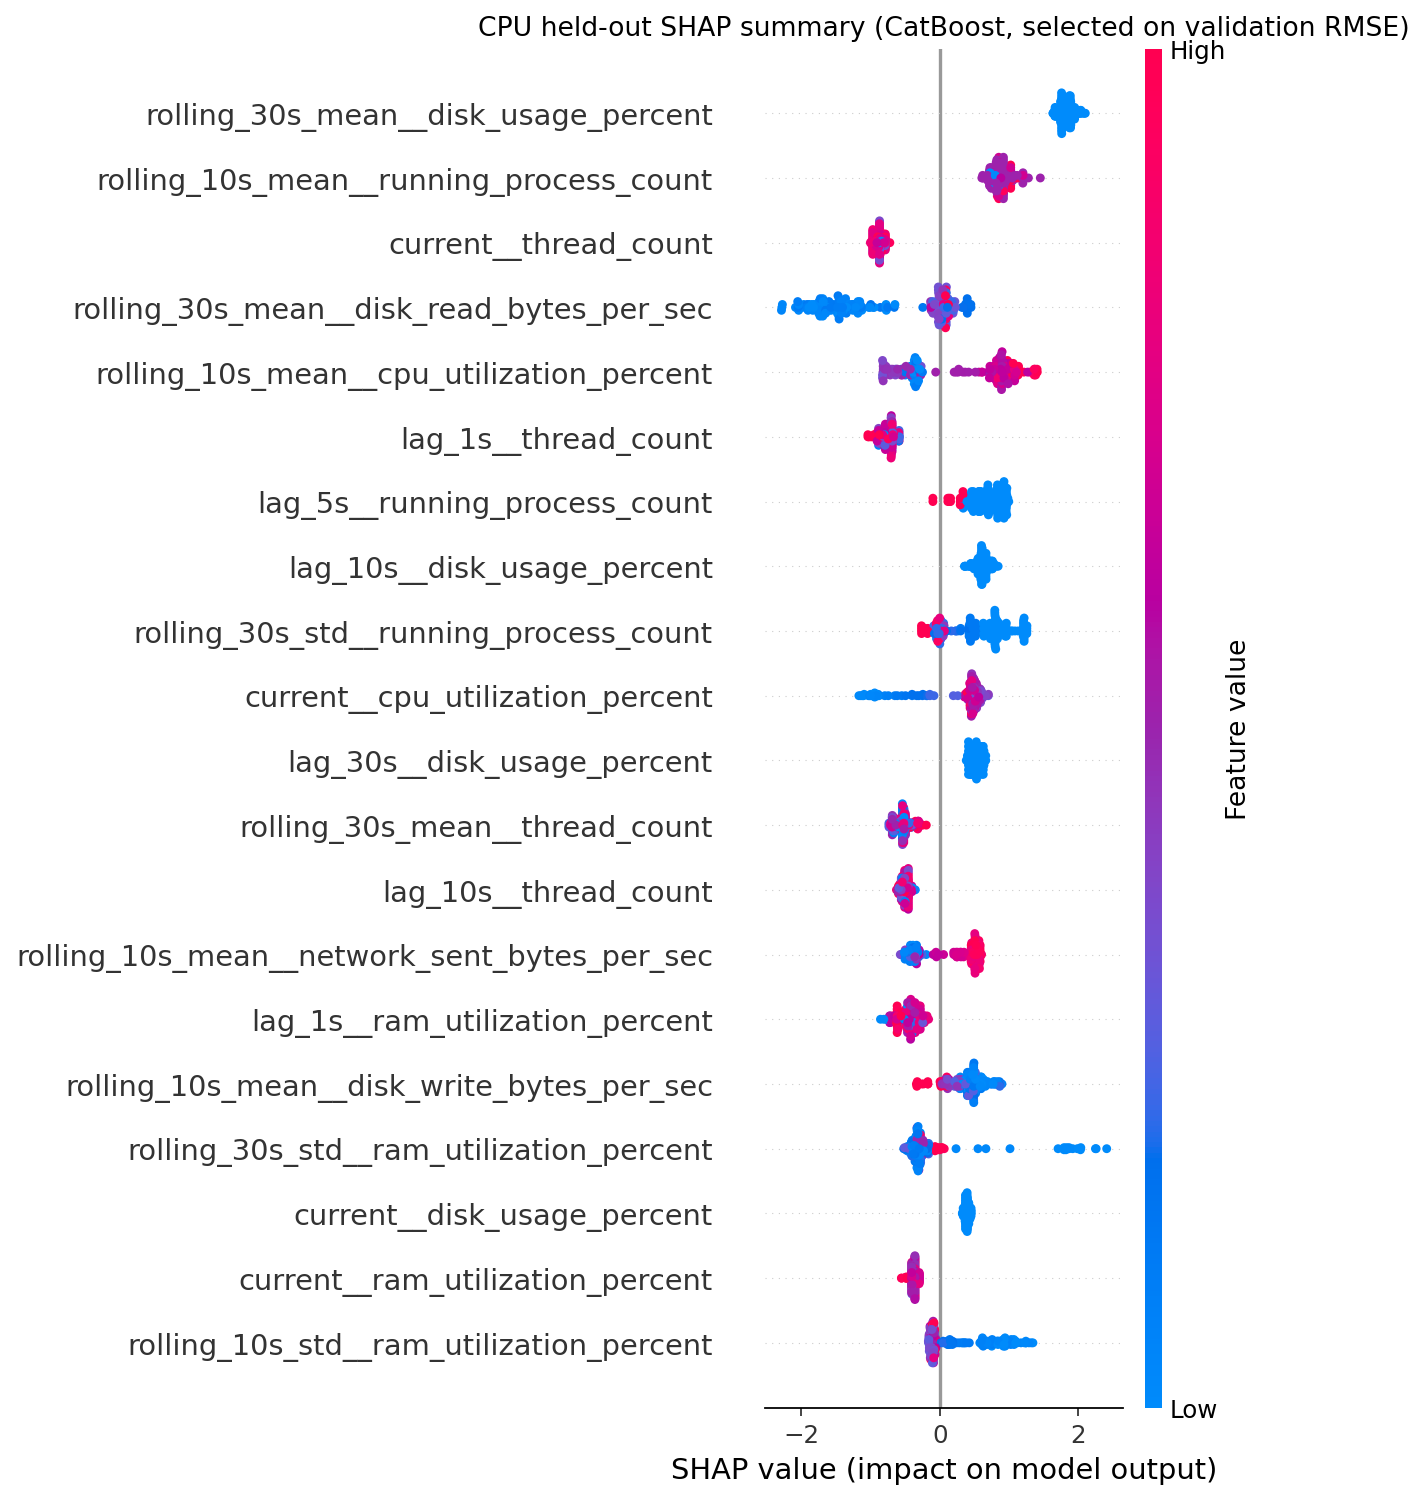 CPU held-out SHAP summary (CatBoost, selected on validation RMSE)
High
rolling_30s_mean__disk_usage_percent
rolling_10s_mean__running_process_count
current__thread_count
rolling_30s_mean__disk_read_bytes_per_sec
rolling_10s_mean__cpu_utilization_percent
lag_1s__thread_count
lag_5s__running_process_count
lag_10s__disk_usage_percent
rolling_30s_std__running_process_count
current__cpu_utilization_percent
lag_30s__disk_usage_percent
rolling_30s_mean__thread_count
lag_10s__thread_count
rolling_10s_mean__network_sent_bytes_per_sec
lag_1s__ram_utilization_percent
rolling_10s_mean__disk_write_bytes_per_sec
rolling_30s_std__ram_utilization_percent
current__disk_usage_percent
current__ram_utilization_percent
rolling_10s_std__ram_utilization_percent
Feature value
Low
−2 0 2
SHAP value (impact on model output)